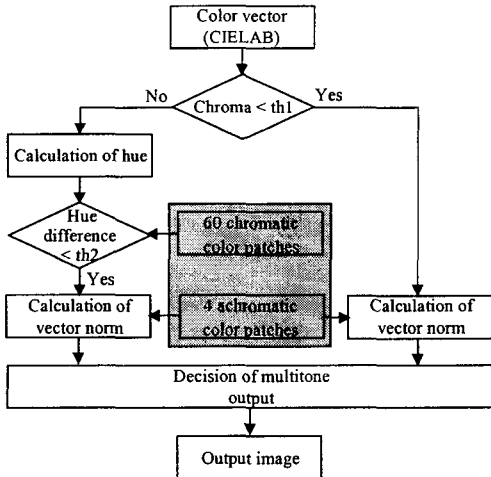 Color vector
(CIELAB)
No
Chroma < th1
Yes
Calculation of hue
Hue
difference
< th2
60 chromatic
color patches
Yes
Calculation of
vector norm
4 achromatic
color patches
Calculation of
vector norm
Decision of multitone
output
Output image